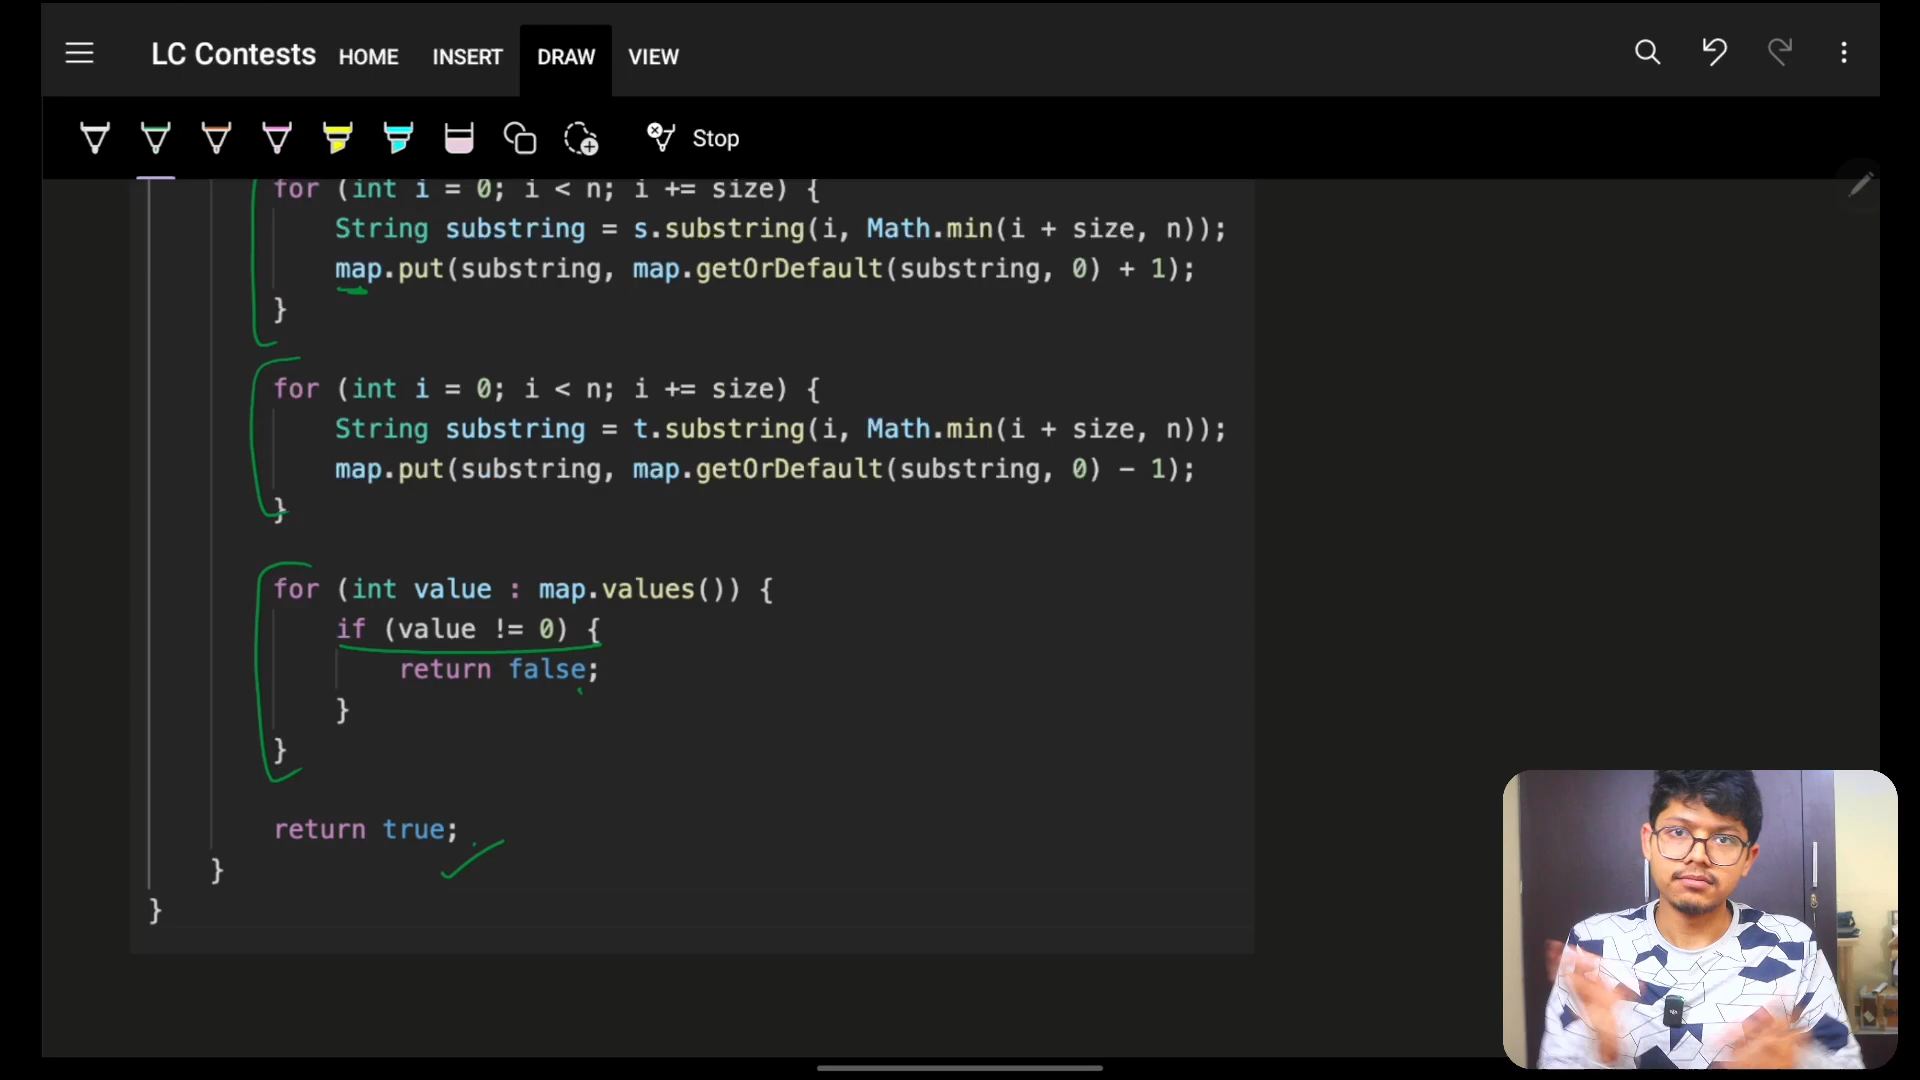 LC Contests HOME INSERT DRAW VIEW
Stop
for (int i = 0; i < n; i += size) {
String substring = s.substring(i, Math.min(i + size, n));
map.put(substring, map.getOrDefault(substring, 0) + 1);
}
for (int i = 0; i < n; i += size) {
String substring = t.substring(i, Math.min(i + size, n));
map.put(substring, map.getOrDefault(substring, 0) - 1);
}
for (int value : map.values()) {
if (value != 0) {
return false;
}
}
return true;
}
}